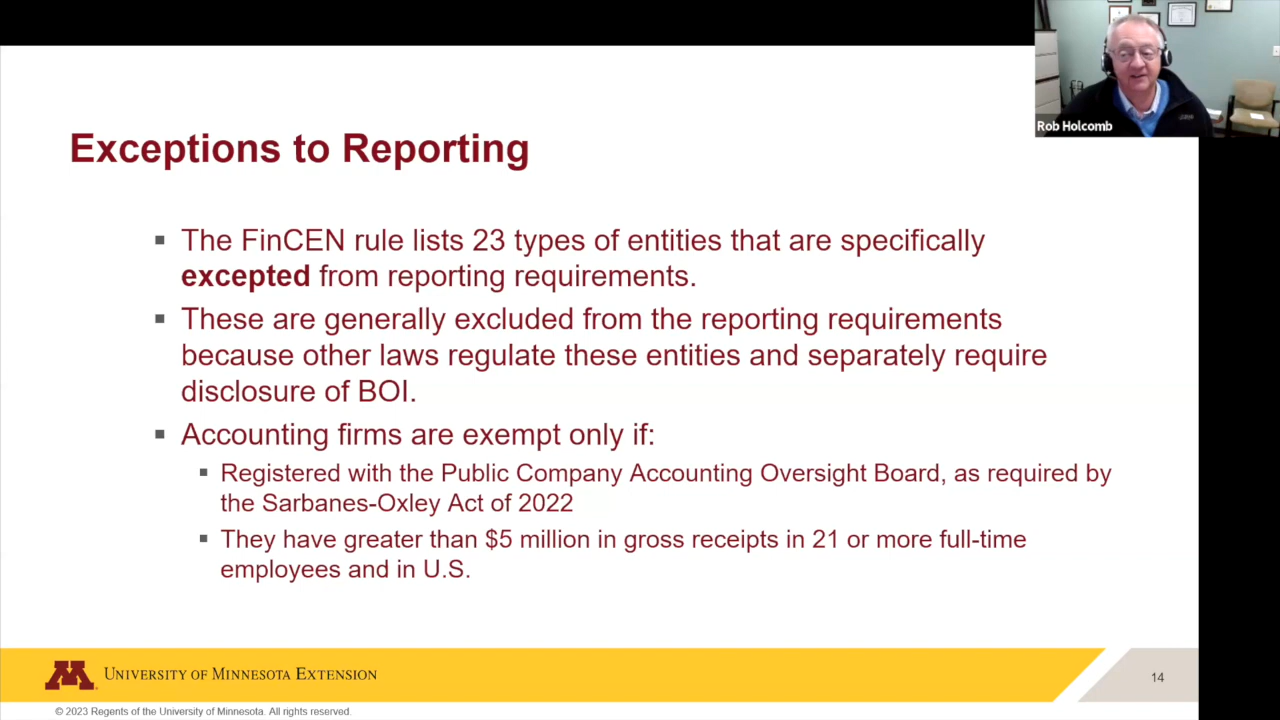 Rob Holcomb
Exceptions to Reporting
▪ The FinCEN rule lists 23 types of entities that are specifically
excepted from reporting requirements.
▪ These are generally excluded from the reporting requirements
because other laws regulate these entities and separately require
disclosure of BOI.
▪ Accounting firms are exempt only if:
▪ Registered with the Public Company Accounting Oversight Board, as required by
the Sarbanes-Oxley Act of 2022
▪ They have greater than $5 million in gross receipts in 21 or more full-time
employees and in U.S.
M
University of Minnesota Extension
14
© 2023 Regents of the University of Minnesota. All rights reserved.